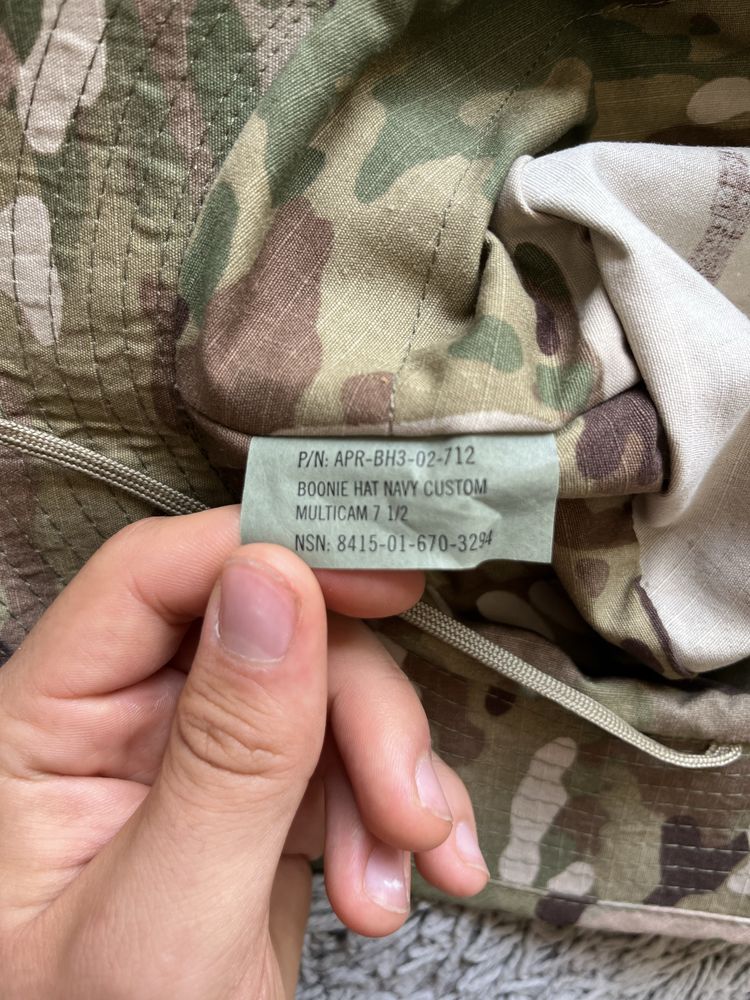 P/N: APR-BH3-02-712
BOONIE HAT NAVY CUSTOM
MULTICAM 7 1/2
NSN: 8415-01-670-3294